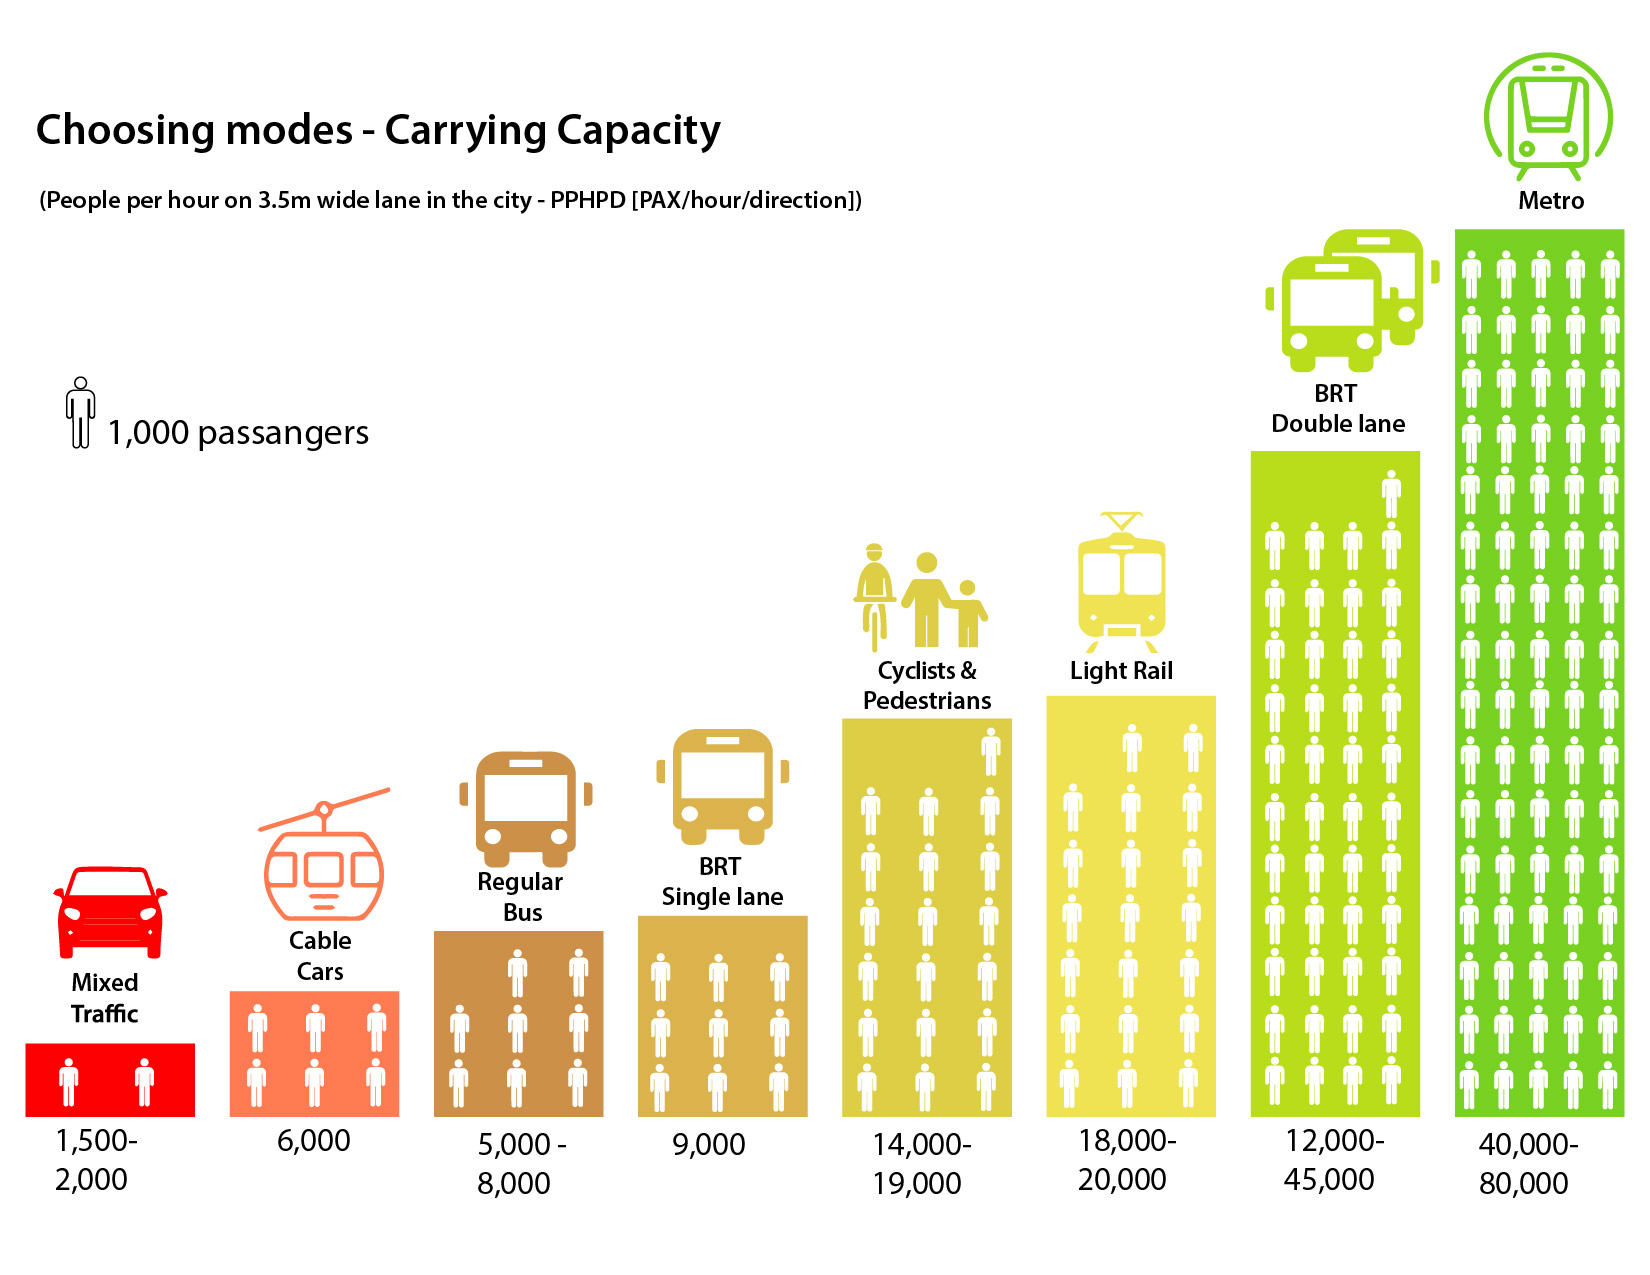 Choosing modes - Carrying Capacity
(People per hour on 3.5m wide lane in the city - PPHPD [PAX/hour/direction])
1,000 passangers
Mixed
Traffic
1,500-
2,000
Cable
Cars
6,000
Regular
Bus
5,000 -
8,000
BRT
Single lane
9,000
Cyclists &
Pedestrians
14,000-
19,000
Light Rail
18,000-
20,000
BRT
Double lane
12,000-
45,000
Metro
40,000-
80,000